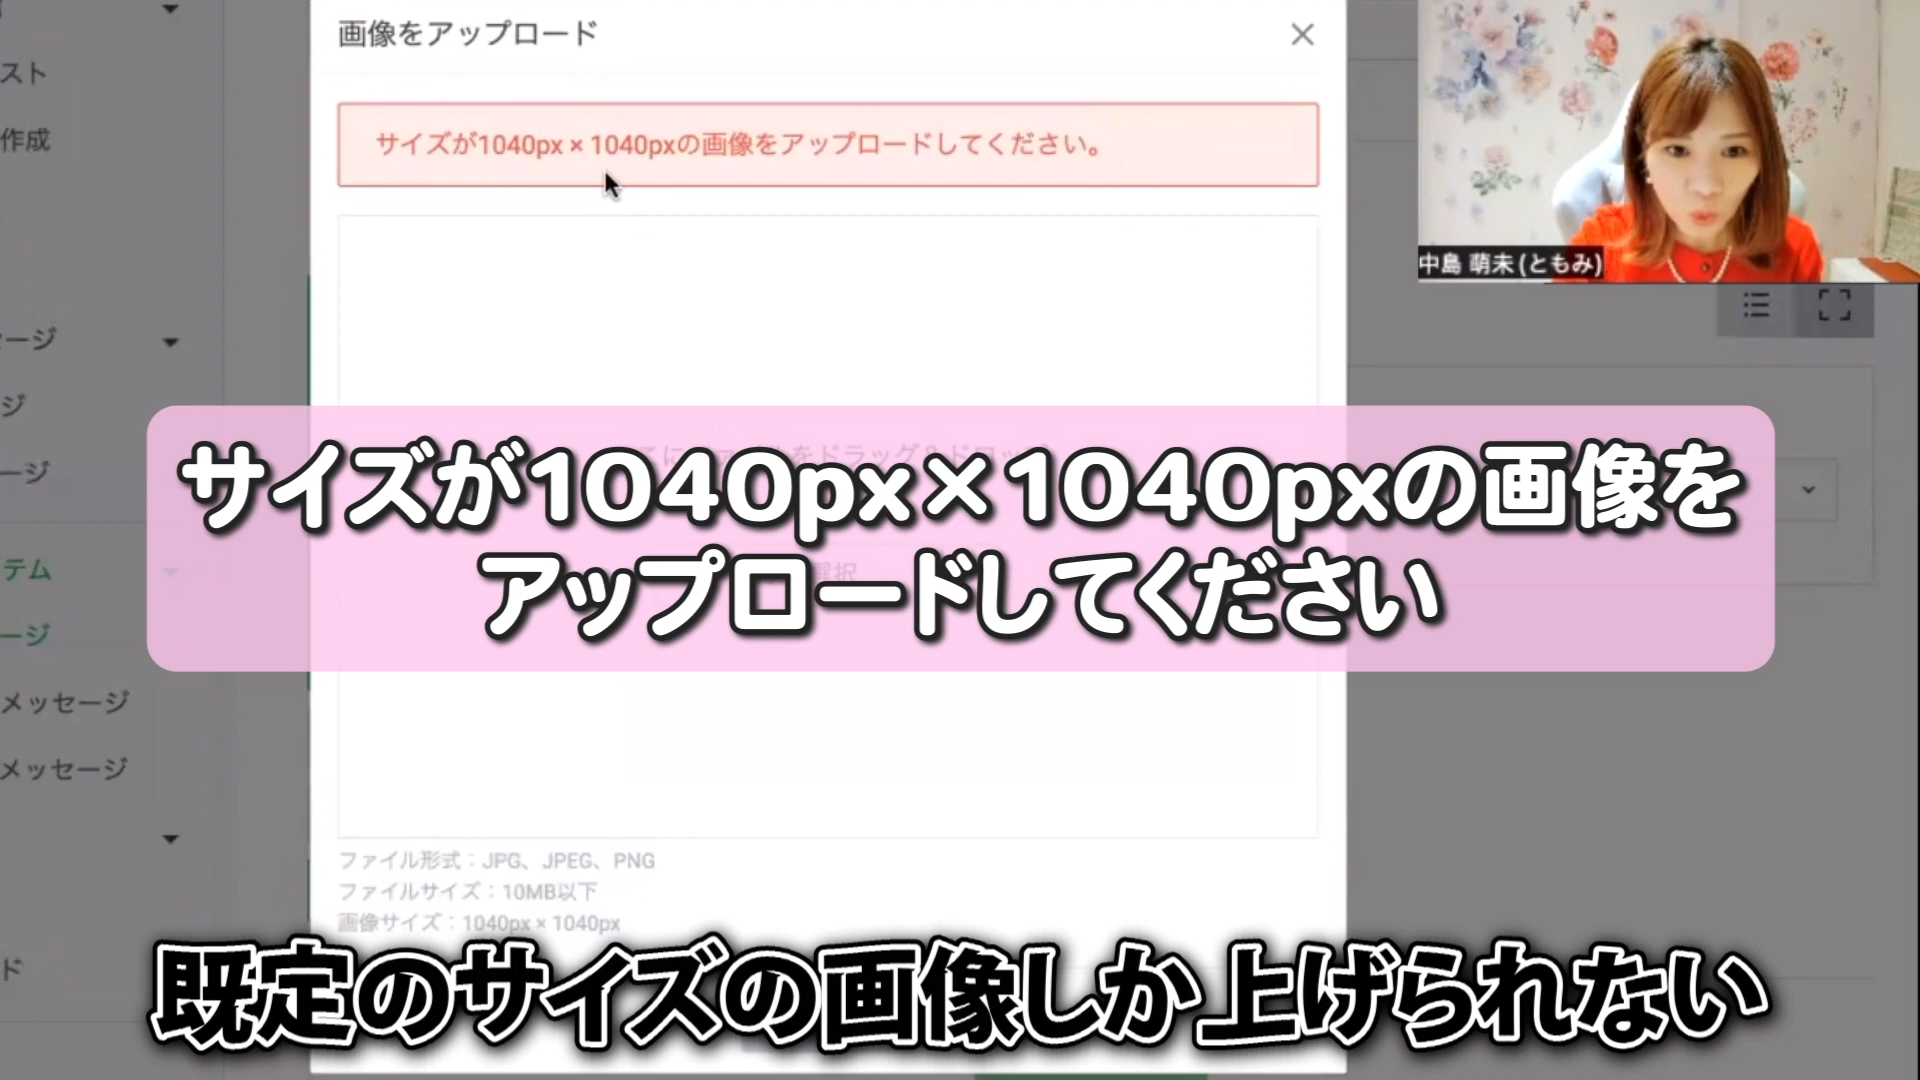 画像をアップロード
スト
作成
サイズが1040px × 1040pxの画像をアップロードしてください。
中島 萌未(ともみ)
ージ
ジ
ージ
サイズが1040px×1040pxの画像を
アップロードしてください
選択
テム
ージ
メッセージ
メッセージ
ファイル形式：JPG、JPEG、PNG
ファイルサイズ：10MB以下
画像サイズ：1040px × 1040px
ド
既定のサイズの画像しか上げられない